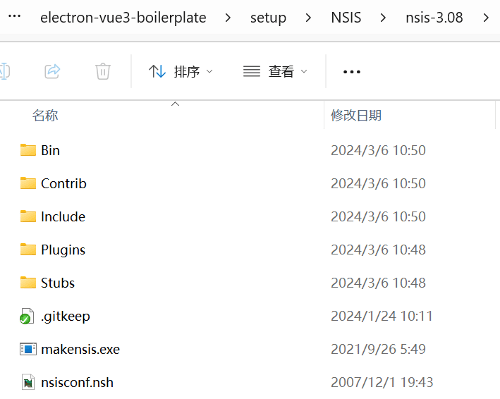 ··· electron-vue3-boilerplate > setup > NSIS > nsis-3.08 >
排序 查看 ···
名称 修改日期
Bin 2024/3/6 10:50
Contrib 2024/3/6 10:50
Include 2024/3/6 10:50
Plugins 2024/3/6 10:48
Stubs 2024/3/6 10:48
.gitkeep 2024/1/24 10:11
makensis.exe 2021/9/26 5:49
nsisconf.nsh 2007/12/1 19:43